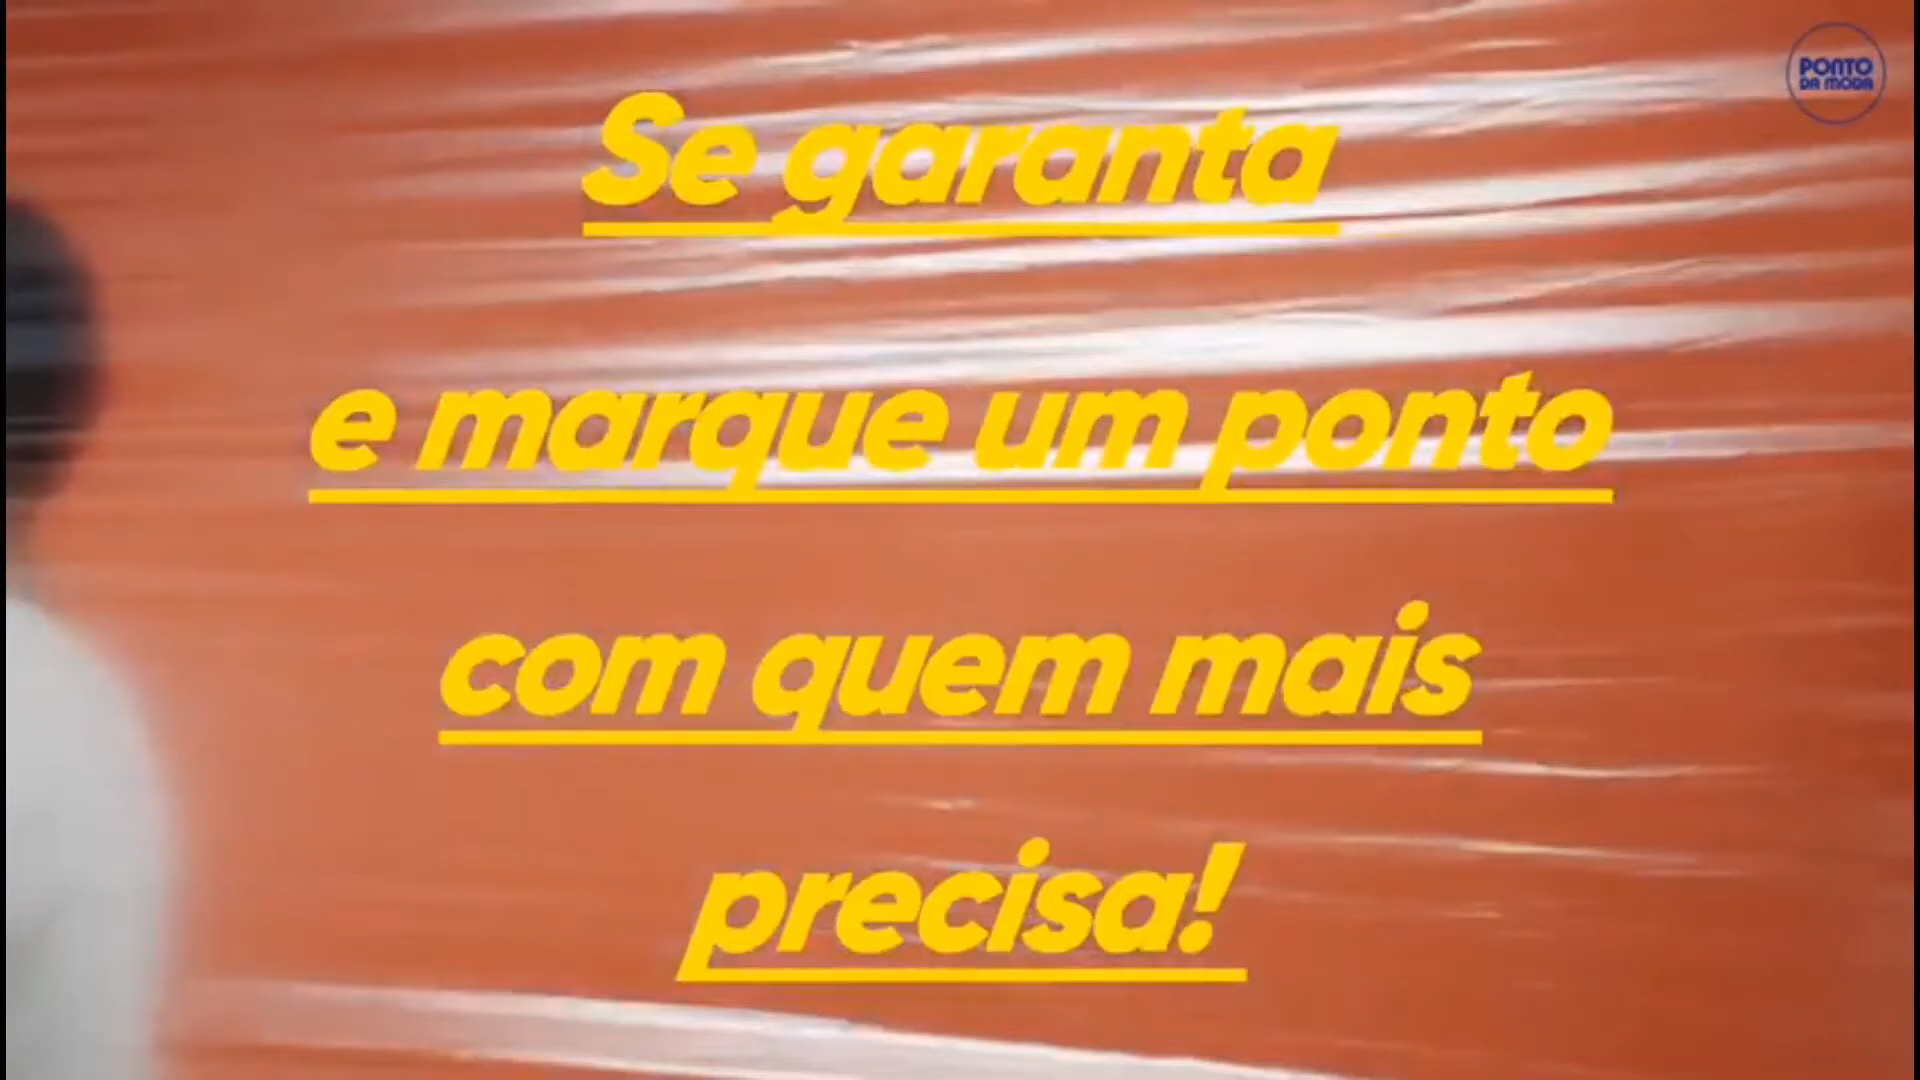 PONTO
DA MODA
Se garanta
e marque um ponto
com quem mais
precisa!